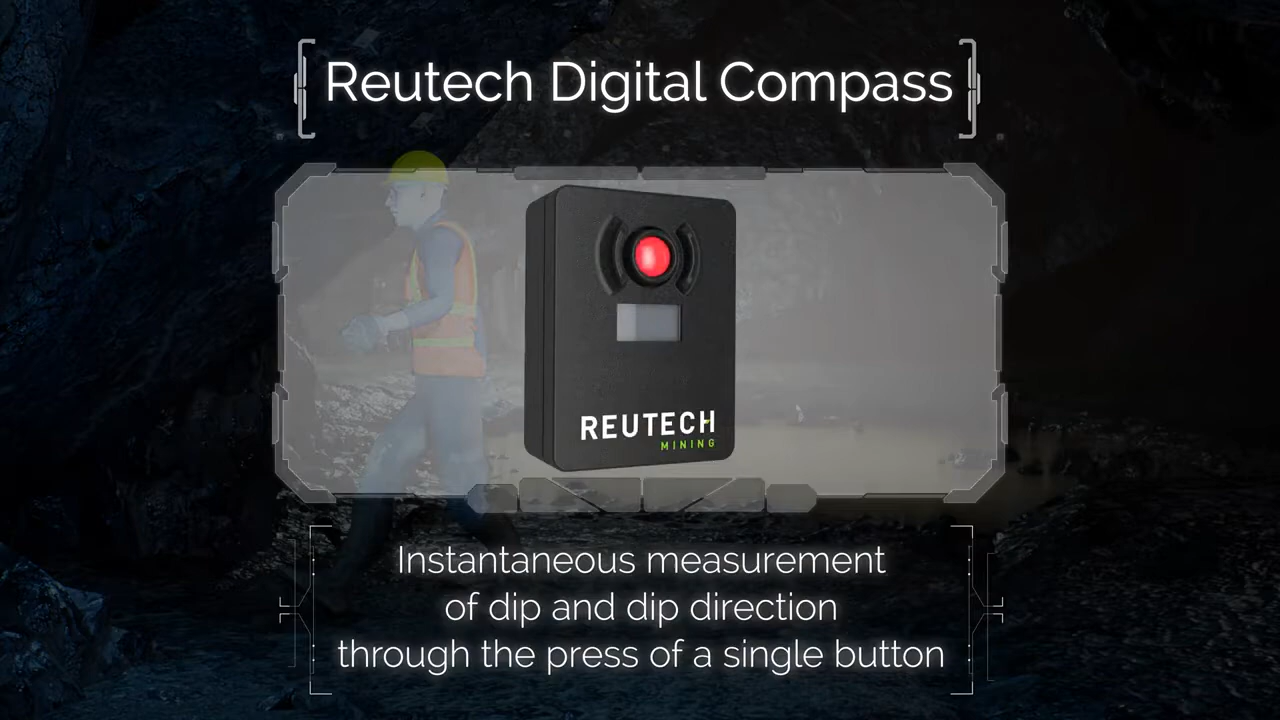 Reutech Digital Compass
REUTECH
MINING
Instantaneous measurement
of dip and dip direction
through the press of a single button